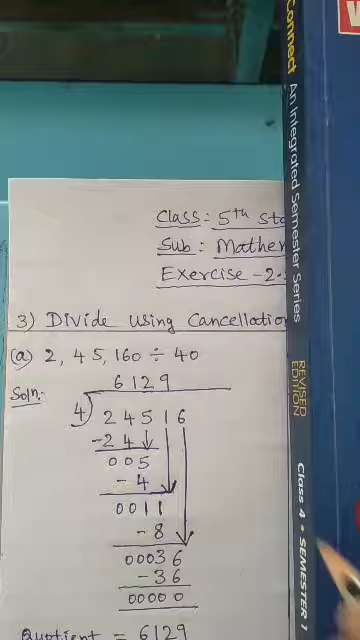 Class: 5th
Sub: Mathe
Exercise-2.
3) Divide using Cancellation
(a) 2,45,160 ÷ 40
6129
Soln:
4) 24516
-24
005
-4
0011
-8
00036
-36
00000
Quotient = 6129
Connect An Integrated Semester Series
REVISED EDITION
Class 4 • SEMESTER 1